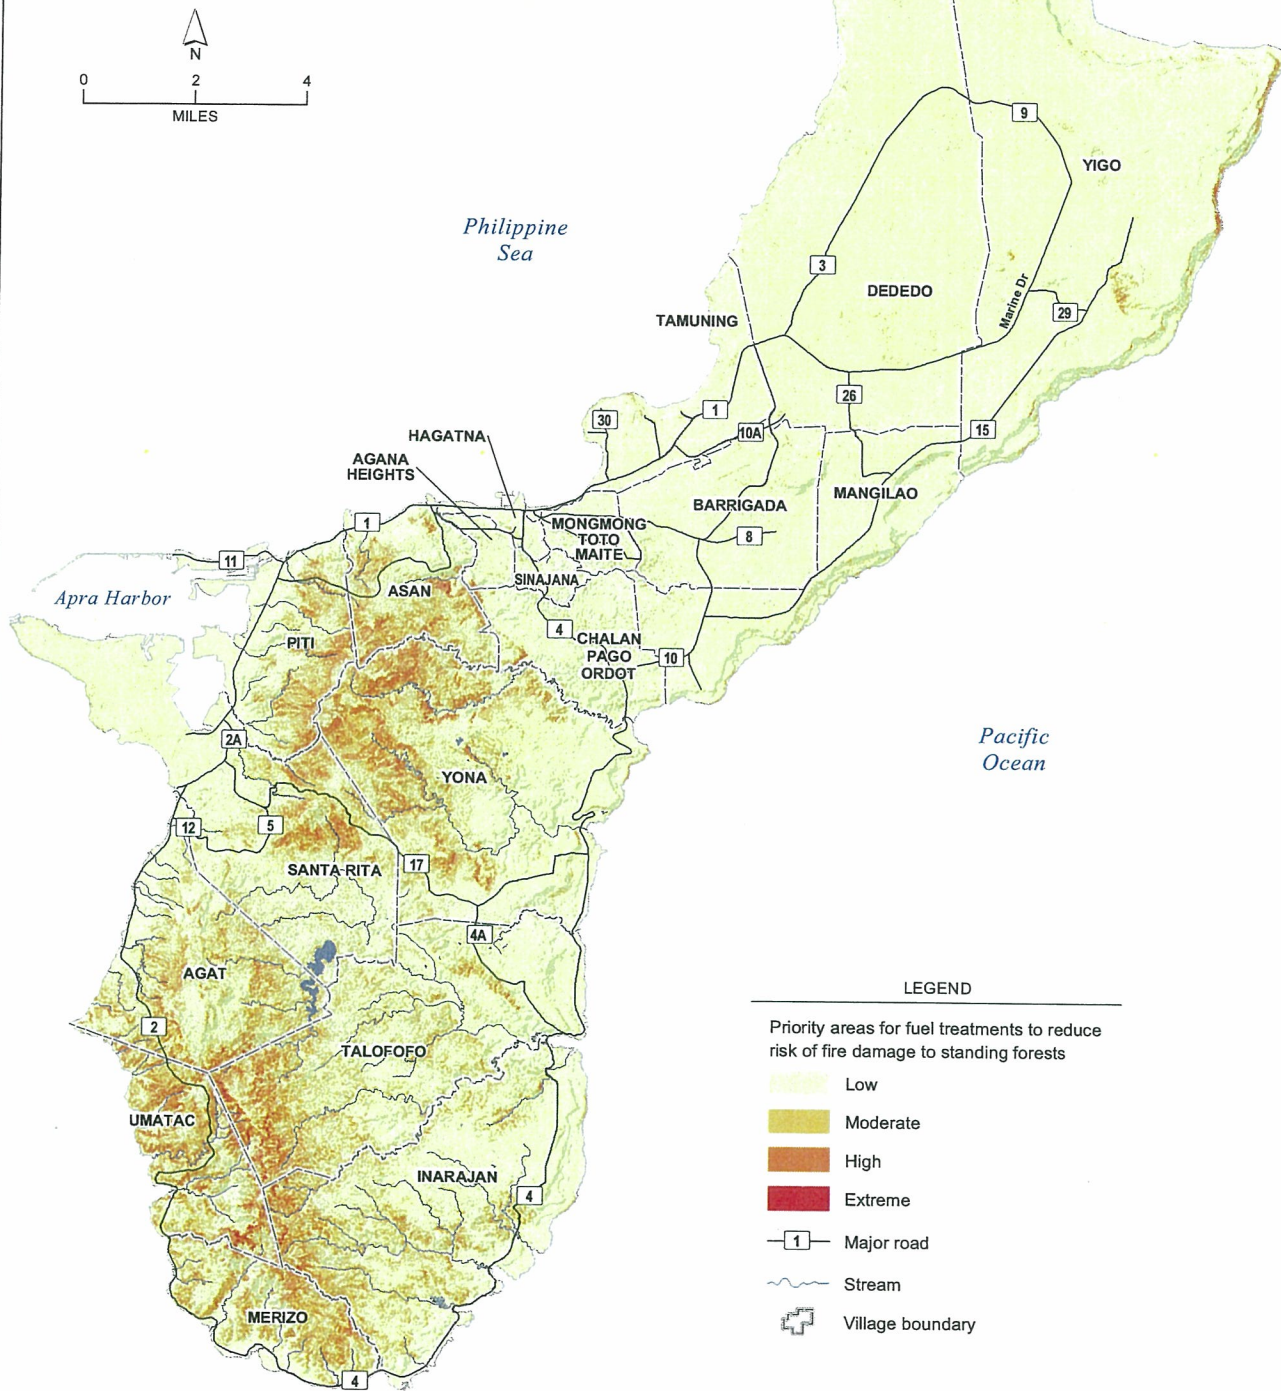 N
0 2 4
MILES
9
YIGO
Philippine
Sea
3
DEDEDO
Marine Dr
29
TAMUNING
26
1
30
10A
15
HAGATNA
AGANA
HEIGHTS
MANGILAO
BARRIGADA
1
MONGMONG
TOTO
MAITE
8
11
SINAJANA
ASAN
Apra Harbor
4
PITI
CHALAN
PAGO
ORDOT
10
2A
Pacific
Ocean
YONA
12
5
17
SANTA RITA
4A
AGAT
2
TALOFOFO
UMATAC
INARAJAN
4
MERIZO
4
LEGEND
Priority areas for fuel treatments to reduce
risk of fire damage to standing forests
Low
Moderate
High
Extreme
1 Major road
Stream
Village boundary